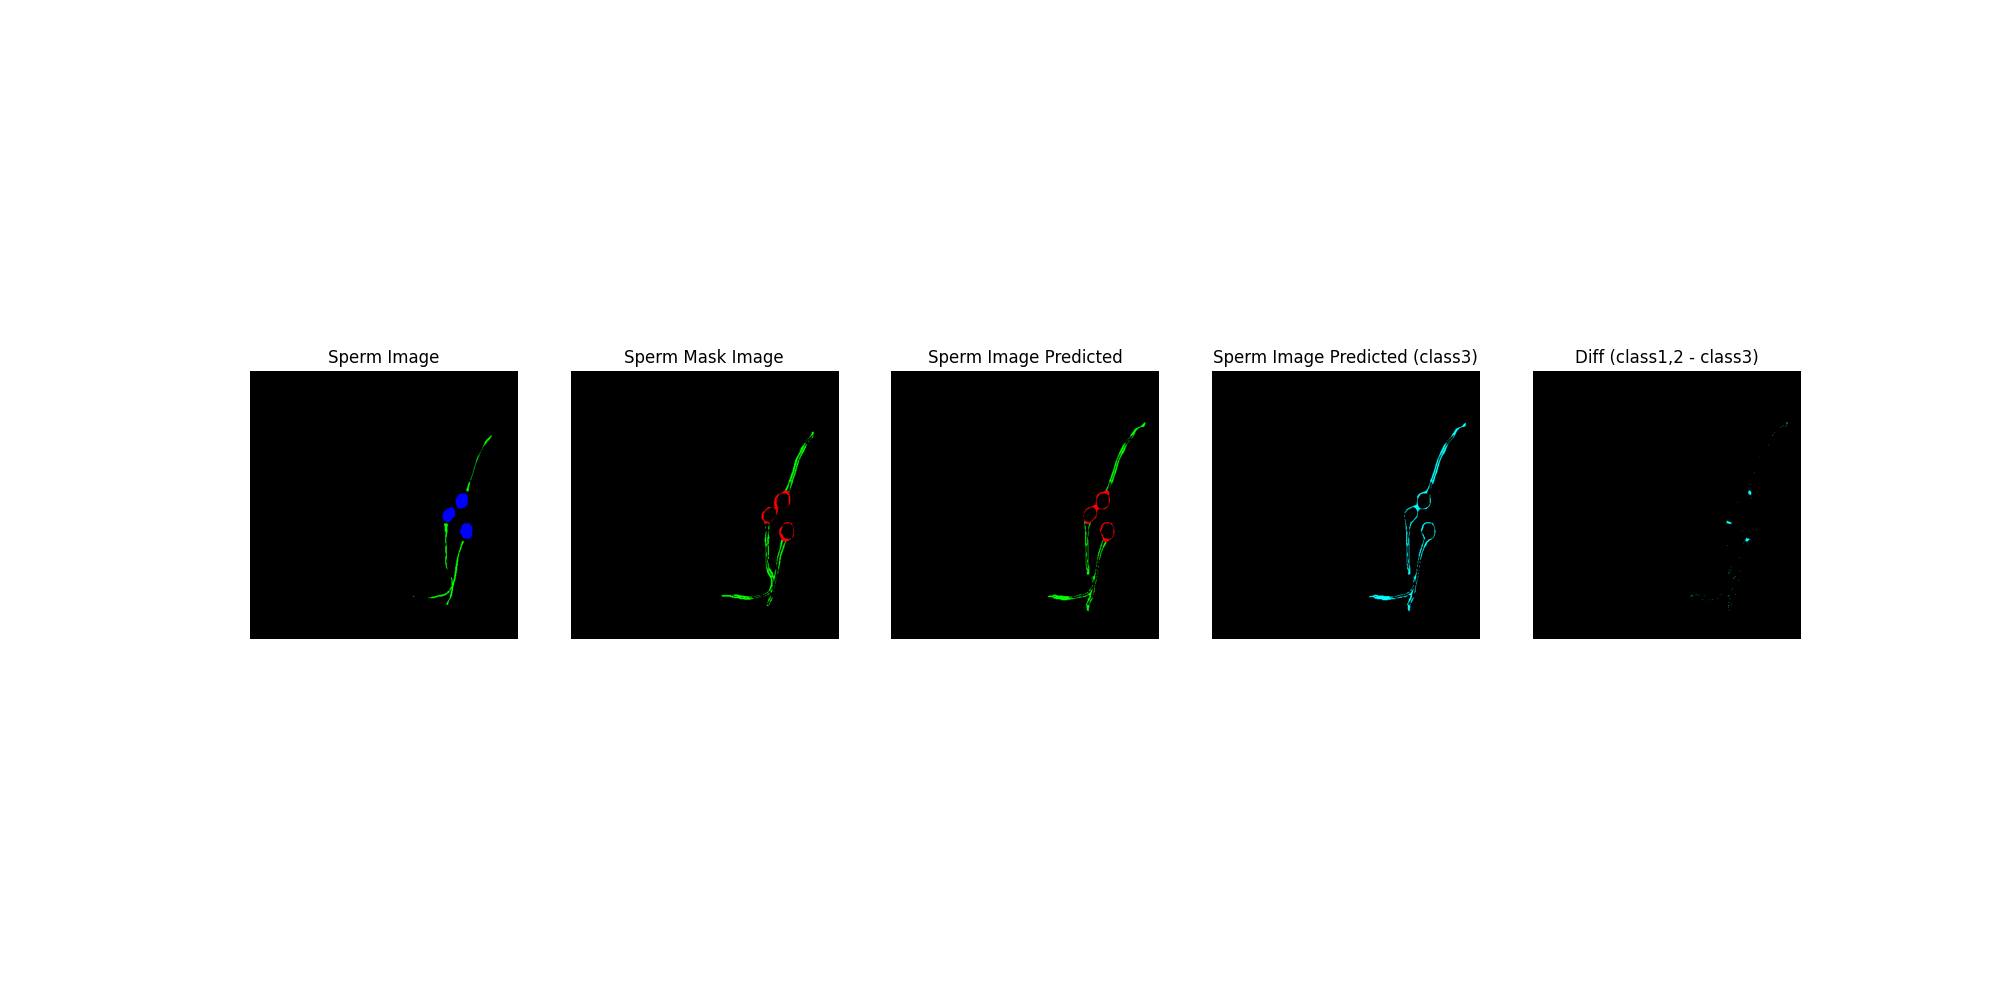 Sperm Image
Sperm Mask Image
Sperm Image Predicted
Sperm Image Predicted (class3)
Diff (class1,2 - class3)